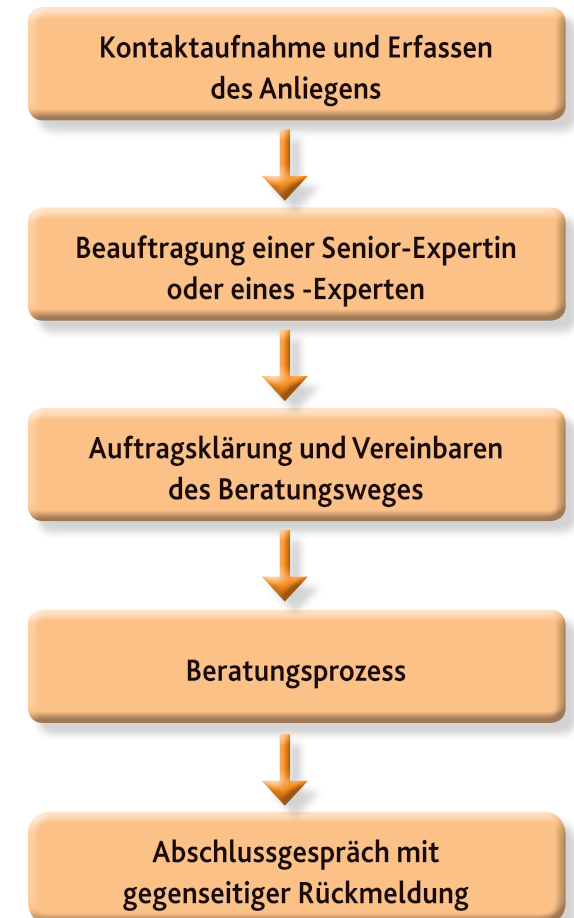 Kontaktaufnahme und Erfassen
des Anliegens
Beauftragung einer Senior-Expertin
oder eines -Experten
Auftragsklärung und Vereinbaren
des Beratungsweges
Beratungsprozess
Abschlussgespräch mit
gegenseitiger Rückmeldung